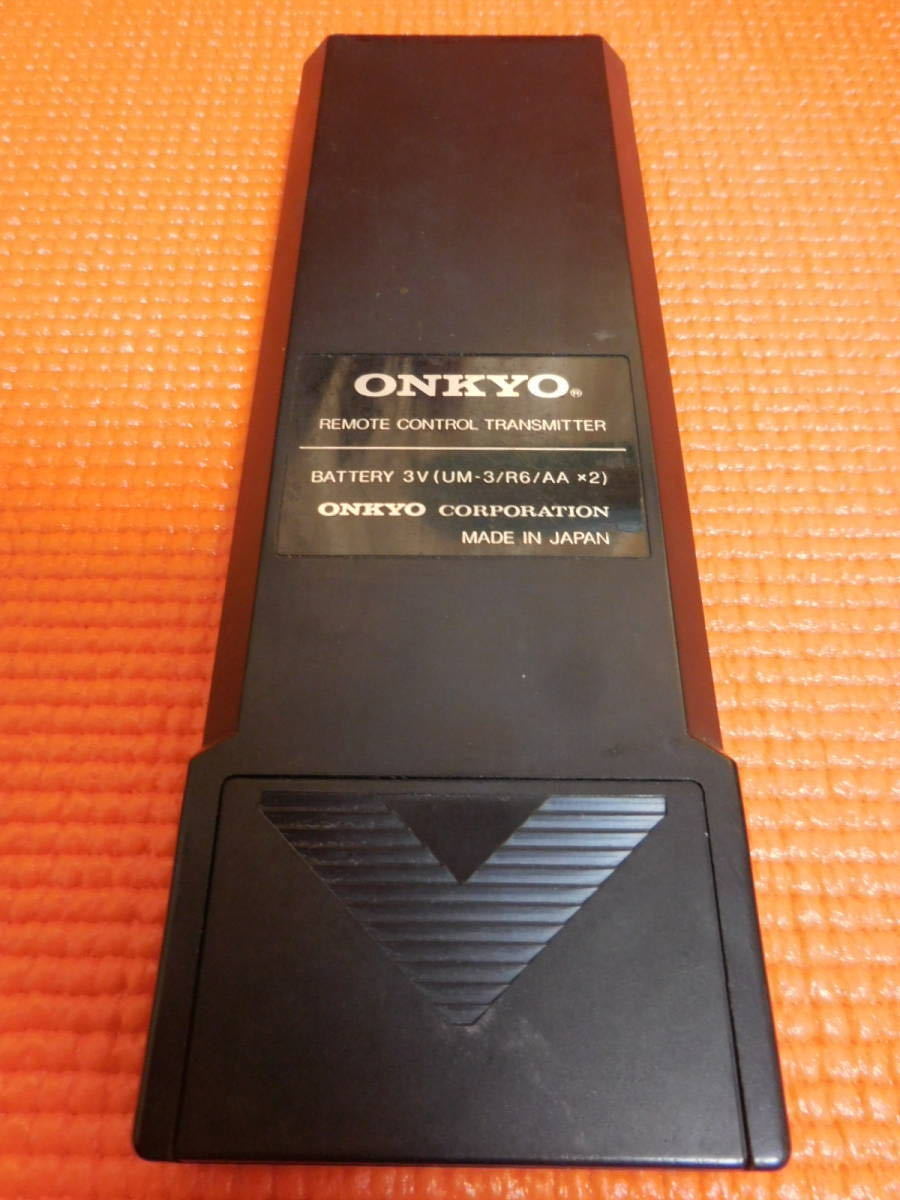 ONKYO®
REMOTE CONTROL TRANSMITTER
BATTERY 3V (UM-3/R6/AA ×2)
ONKYO CORPORATION
MADE IN JAPAN